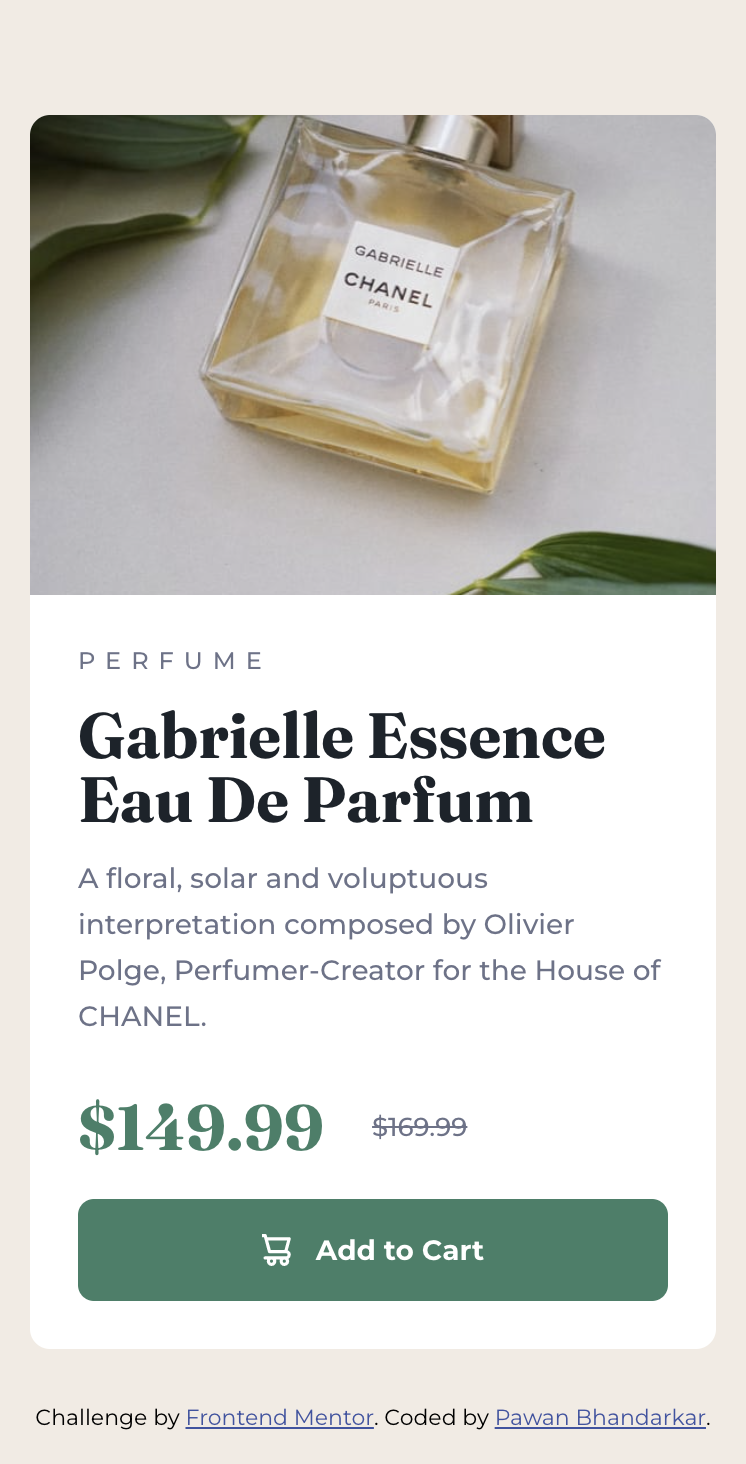 GABRIELLE
CHANEL
PARIS
PERFUME
Gabrielle Essence
Eau De Parfum
A floral, solar and voluptuous
interpretation composed by Olivier
Polge, Perfumer-Creator for the House of
CHANEL.
$149.99 $169.99
Add to Cart
Challenge by Frontend Mentor. Coded by Pawan Bhandarkar.